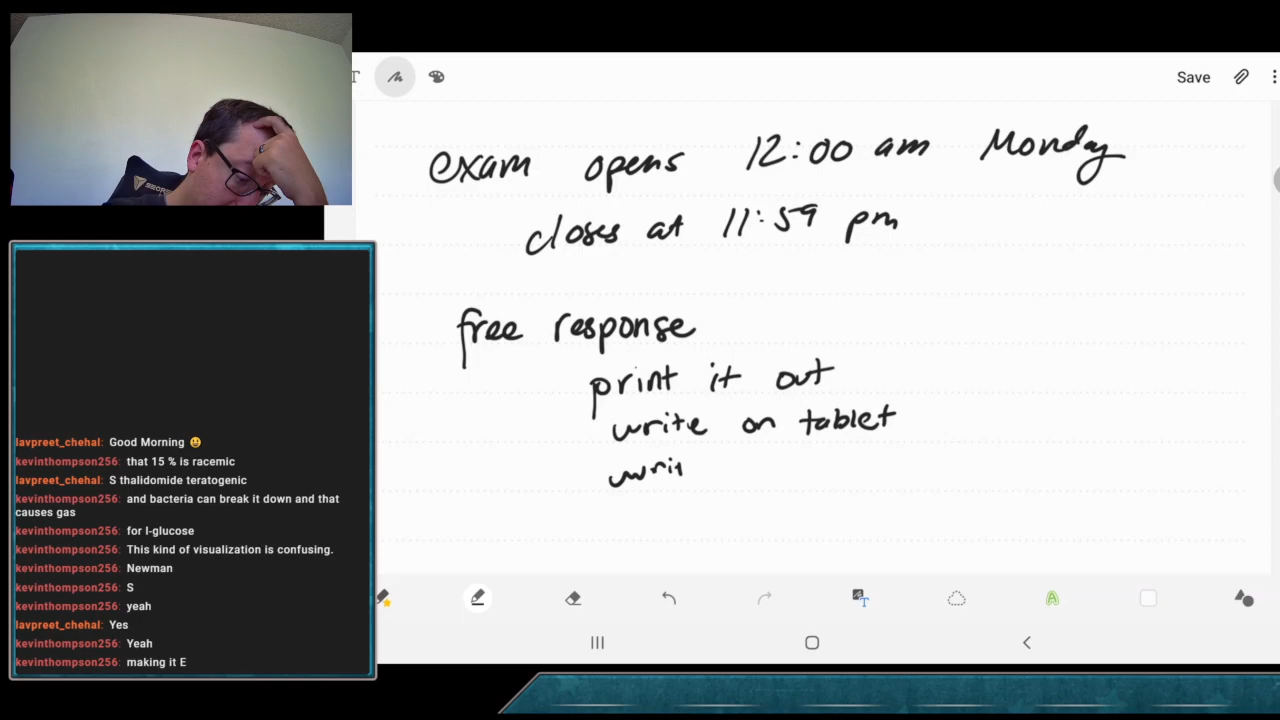 T
Save
exam opens 12:00 am Monday
closes at 11:59 pm
free response
print it out
write on tablet
writ
lavpreet_chehal: Good Morning 😃
kevinthompson256: that 15 % is racemic
lavpreet_chehal: S thalidomide teratogenic
kevinthompson256: and bacteria can break it down and that
causes gas
kevinthompson256: for l-glucose
kevinthompson256: This kind of visualization is confusing.
kevinthompson256: Newman
kevinthompson256: S
kevinthompson256: yeah
lavpreet_chehal: Yes
kevinthompson256: Yeah
kevinthompson256: making it E